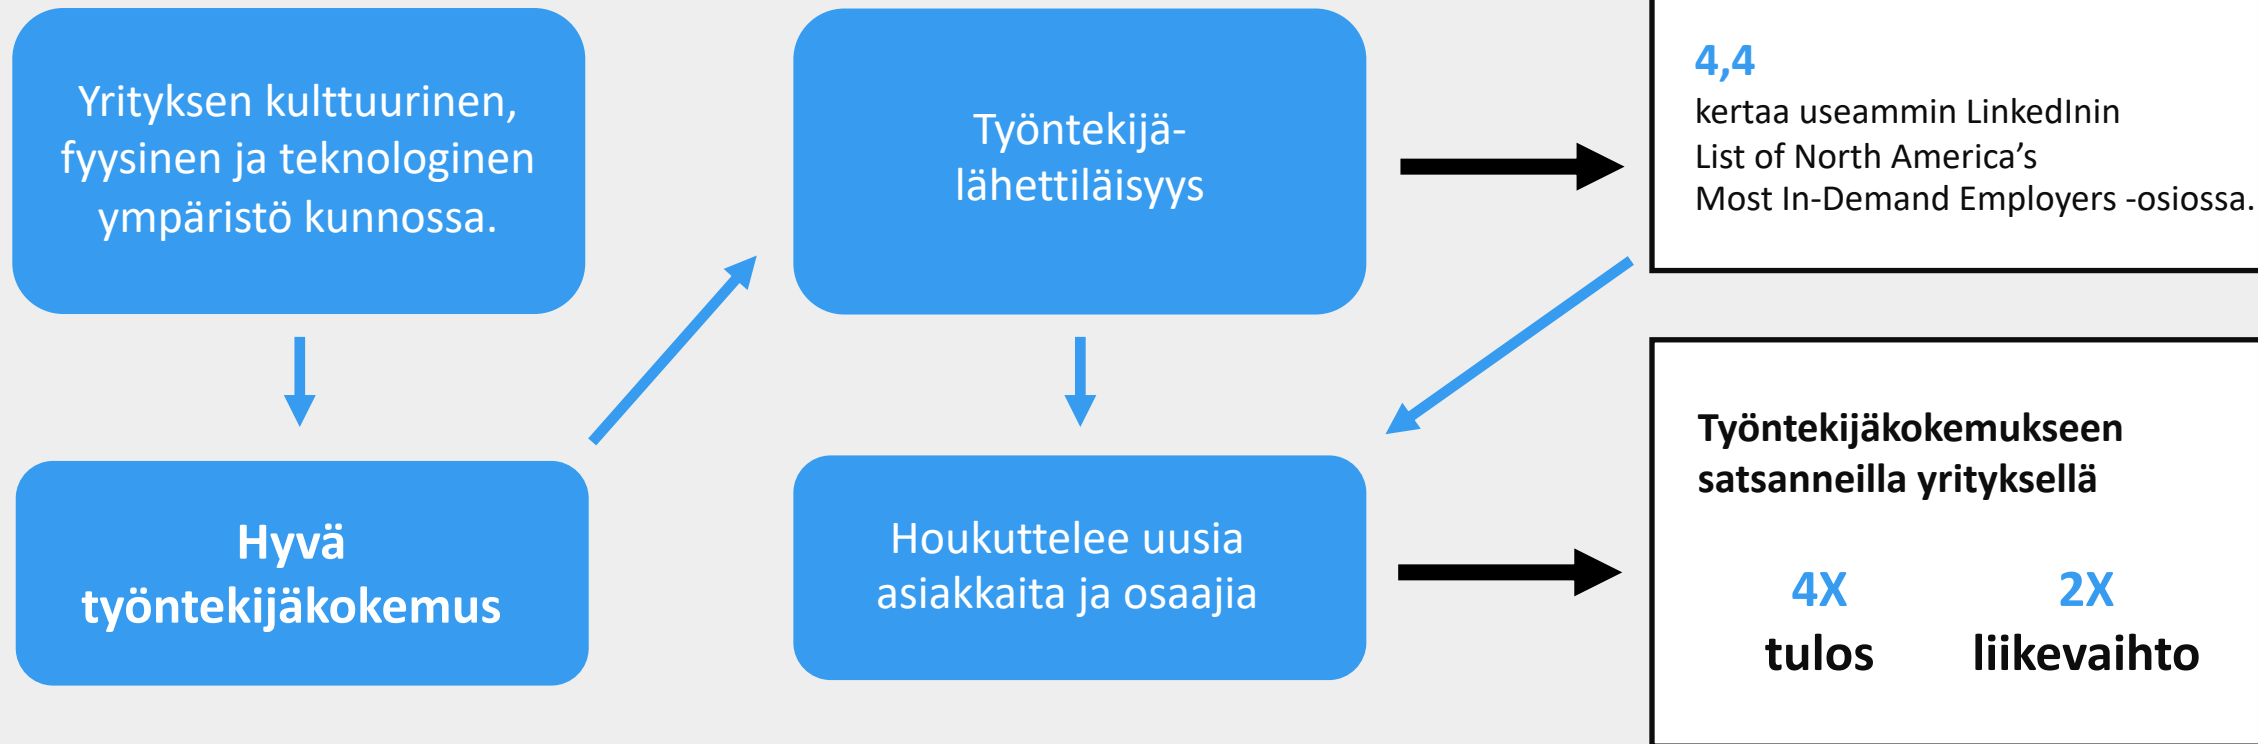 Yrityksen kulttuurinen,
fyysinen ja teknologinen
ympäristö kunnossa.
Hyvä
työntekijäkokemus
Työntekijä-
lähettiläisyys
Houkuttelee uusia
asiakkaita ja osaajia
4,4
kertaa useammin LinkedInin
List of North America’s
Most In-Demand Employers -osiossa.
Työntekijäkokemukseen
satsanneilla yrityksellä
4X
tulos
2X
liikevaihto